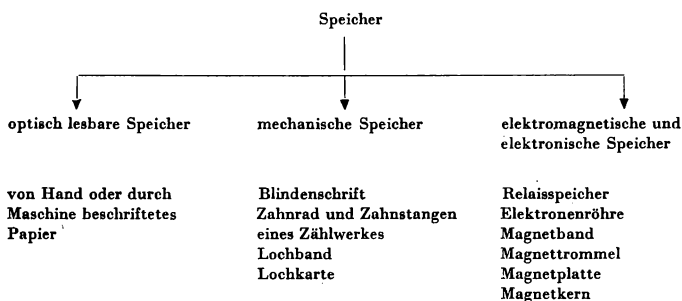 Speicher
optisch lesbare Speicher
mechanische Speicher
elektromagnetische und
elektronische Speicher
von Hand oder durch
Maschine beschriftetes
Papier
Blindenschrift
Zahnrad und Zahnstangen
eines Zählwerkes
Lochband
Lochkarte
Relaisspeicher
Elektronenröhre
Magnetband
Magnettrommel
Magnetplatte
Magnetkern